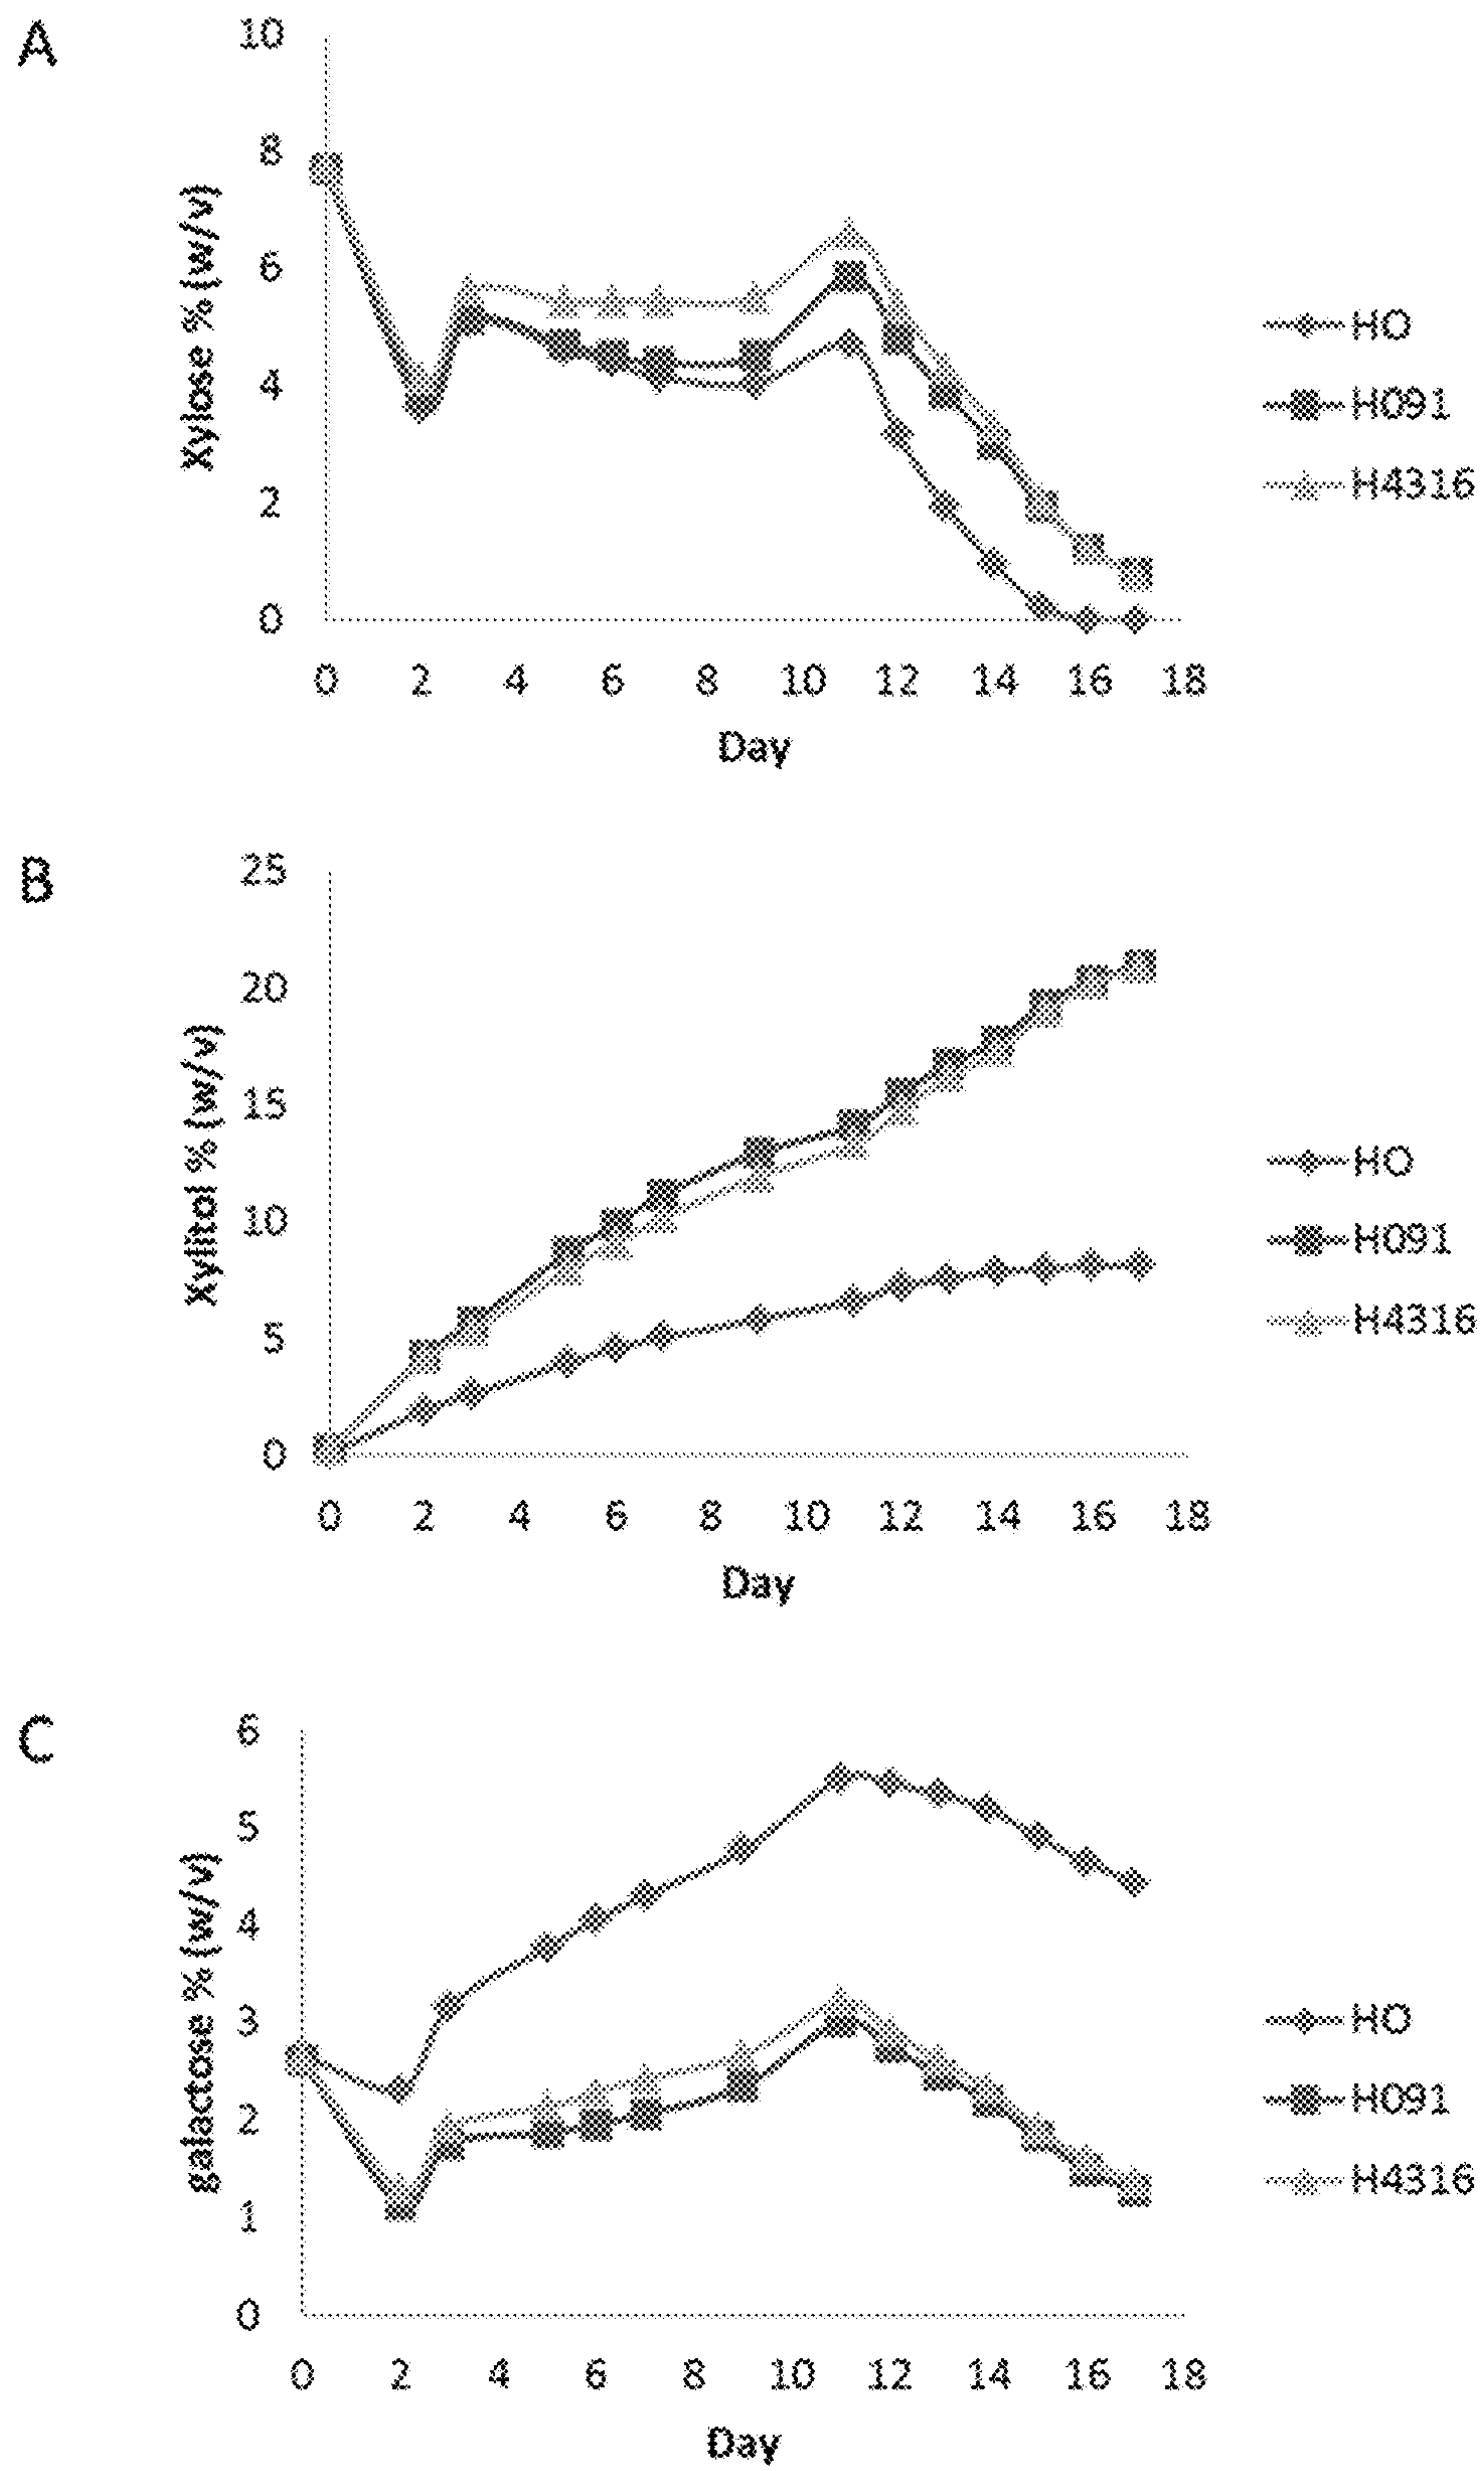 A
10
8
6
4
2
0
Xylose % (w/v)
0 2 4 6 8 10 12 14 16 18
Day
HO
H091
H4316
B
25
20
15
10
5
0
Xylitol % (w/v)
0 2 4 6 8 10 12 14 16 18
Day
HO
H091
H4316
C
6
5
4
3
2
1
0
galactose % (w/v)
0 2 4 6 8 10 12 14 16 18
Day
HO
H091
H4316